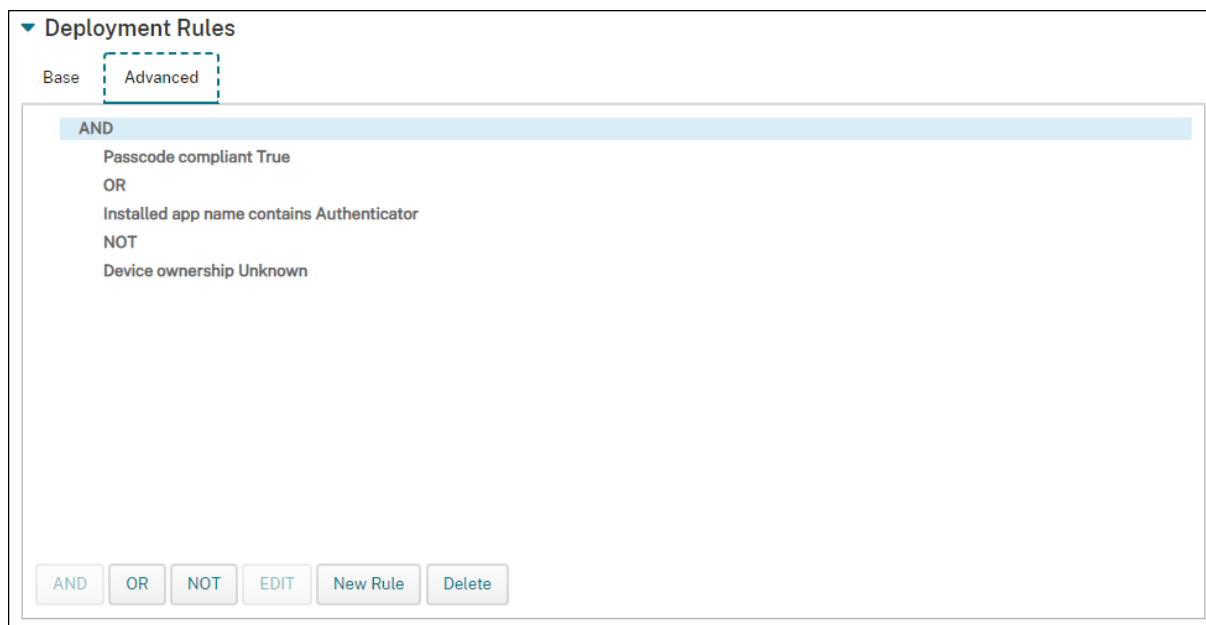 Deployment Rules
Base Advanced
AND
Passcode compliant True
OR
Installed app name contains Authenticator
NOT
Device ownership Unknown
AND OR NOT EDIT New Rule Delete